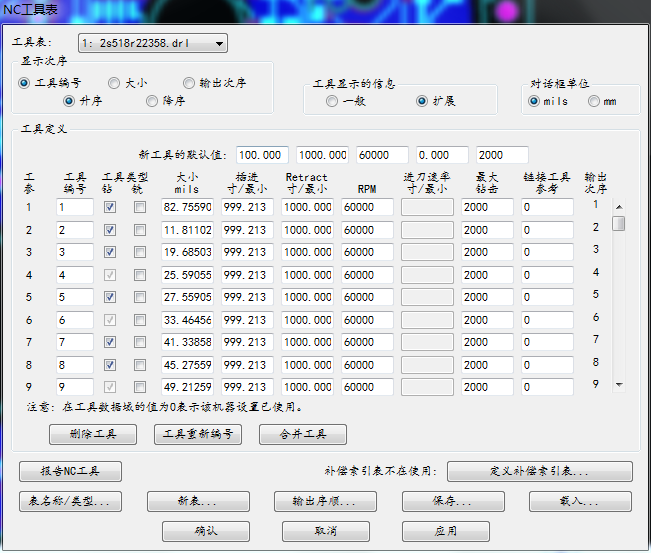 NC工具表
工具表: 1: 2s518r22358.drl
显示次序
工具编号 大小 输出次序
升序 降序
工具显示的信息
一般 扩展
对话框单位
mils mm
工具定义
新工具的默认值: 100.000 1000.000 60000 0.000 2000
工 工具 工具类型 大小 插进 Retract 进刀速率 最大 链接工具 输出
参 编号 钻 铣 mils 寸/最小 寸/最小 RPM 寸/最小 钻击 参考 次序
1 1 82.75590 999.213 1000.000 60000 2000 0 1
2 2 11.81102 999.213 1000.000 60000 2000 0 2
3 3 19.68503 999.213 1000.000 60000 2000 0 3
4 4 25.59055 999.213 1000.000 60000 2000 0 4
5 5 27.55905 999.213 1000.000 60000 2000 0 5
6 6 33.46456 999.213 1000.000 60000 2000 0 6
7 7 41.33858 999.213 1000.000 60000 2000 0 7
8 8 45.27559 999.213 1000.000 60000 2000 0 8
9 9 49.21259 999.213 1000.000 60000 2000 0 9
注意: 在工具数据域的值为0表示该机器设置已使用。
删除工具 工具重新编号 合并工具
报告NC工具 补偿索引表不在使用: 定义补偿索引表...
表名称/类型... 新表... 输出序顺... 保存... 载入...
确认 取消 应用